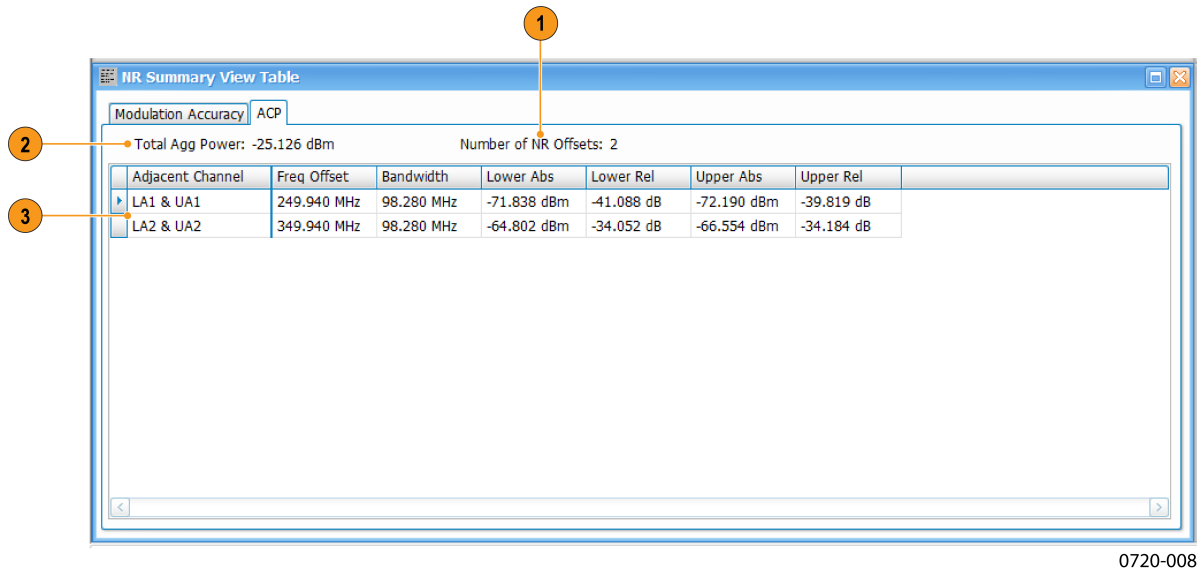 1
NR Summary View Table
Modulation Accuracy ACP
2 Total Agg Power: -25.126 dBm Number of NR Offsets: 2
Adjacent Channel Freq Offset Bandwidth Lower Abs Lower Rel Upper Abs Upper Rel
LA1 & UA1 249.940 MHz 98.280 MHz -71.838 dBm -41.088 dB -72.190 dBm -39.819 dB
3
LA2 & UA2 349.940 MHz 98.280 MHz -64.802 dBm -34.052 dB -66.554 dBm -34.184 dB
0720-008